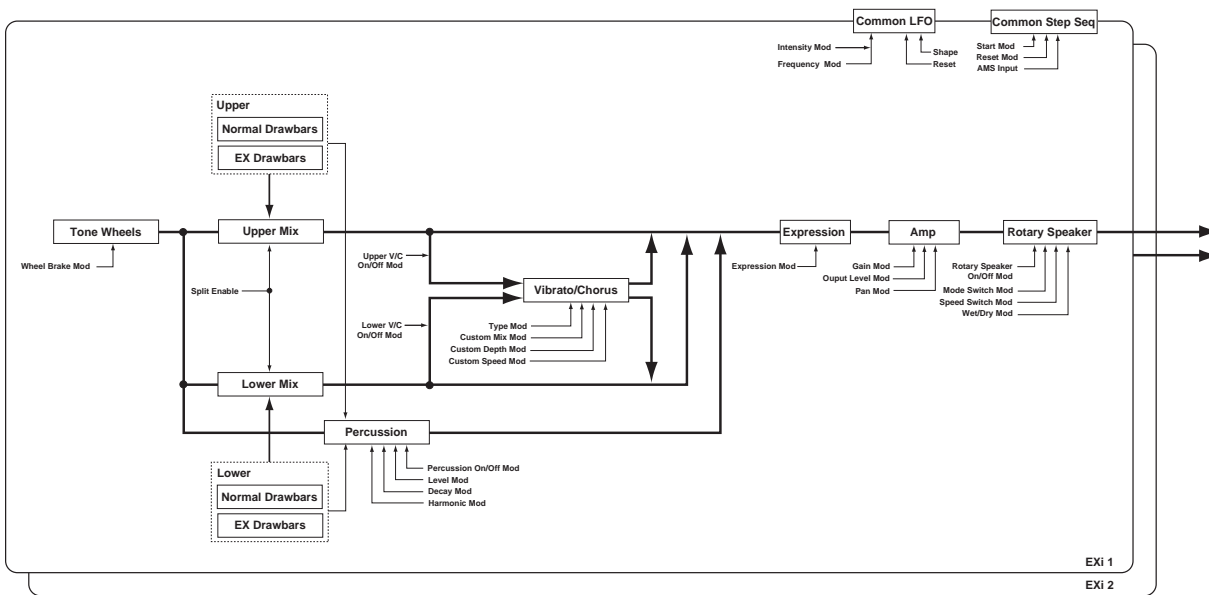 Common LFO
Common Step Seq
Intensity Mod
Frequency Mod
Shape
Reset
Start Mod
Reset Mod
AMS Input
Upper
Normal Drawbars
EX Drawbars
Tone Wheels
Wheel Brake Mod
Upper Mix
Split Enable
Lower Mix
Upper V/C
On/Off Mod
Lower V/C
On/Off Mod
Vibrato/Chorus
Type Mod
Custom Mix Mod
Custom Depth Mod
Custom Speed Mod
Expression
Expression Mod
Amp
Gain Mod
Ouput Level Mod
Pan Mod
Rotary Speaker
Rotary Speaker
On/Off Mod
Mode Switch Mod
Speed Switch Mod
Wet/Dry Mod
Percussion
Percussion On/Off Mod
Level Mod
Decay Mod
Harmonic Mod
Lower
Normal Drawbars
EX Drawbars
EXi 1
EXi 2